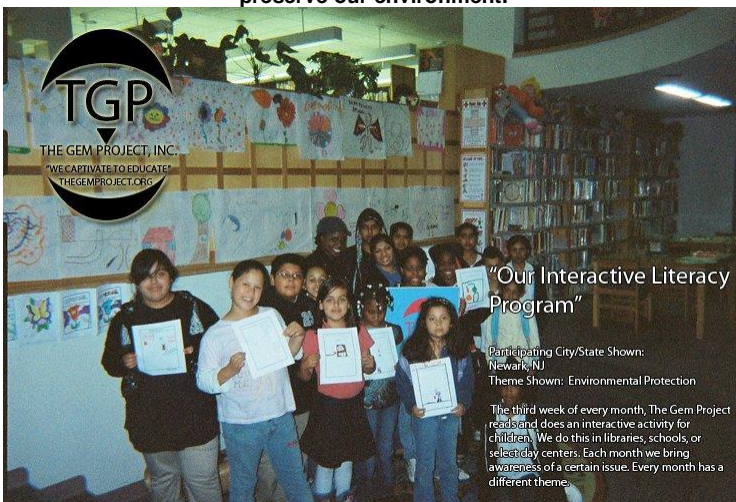 preserve our environment.
TGP
THE GEM PROJECT, INC.
"WE CAPTIVATE TO EDUCATE"
THEGEMPROJECT.ORG
"Our Interactive Literacy
Program"
Participating City/State Shown:
Newark, NJ
Theme Shown: Environmental Protection
The third week of every month, The Gem Project
reads and does an interactive activity for
children. We do this in libraries, schools, or
select day centers. Each month we bring
awareness of a certain issue. Every month has a
different theme.